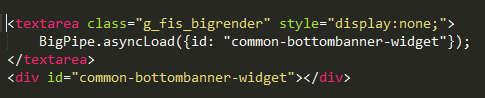 <textarea class="g_fis_bigrender" style="display:none;">
    BigPipe.asyncLoad({id: "common-bottombanner-widget"});
</textarea>
<div id="common-bottombanner-widget"></div>